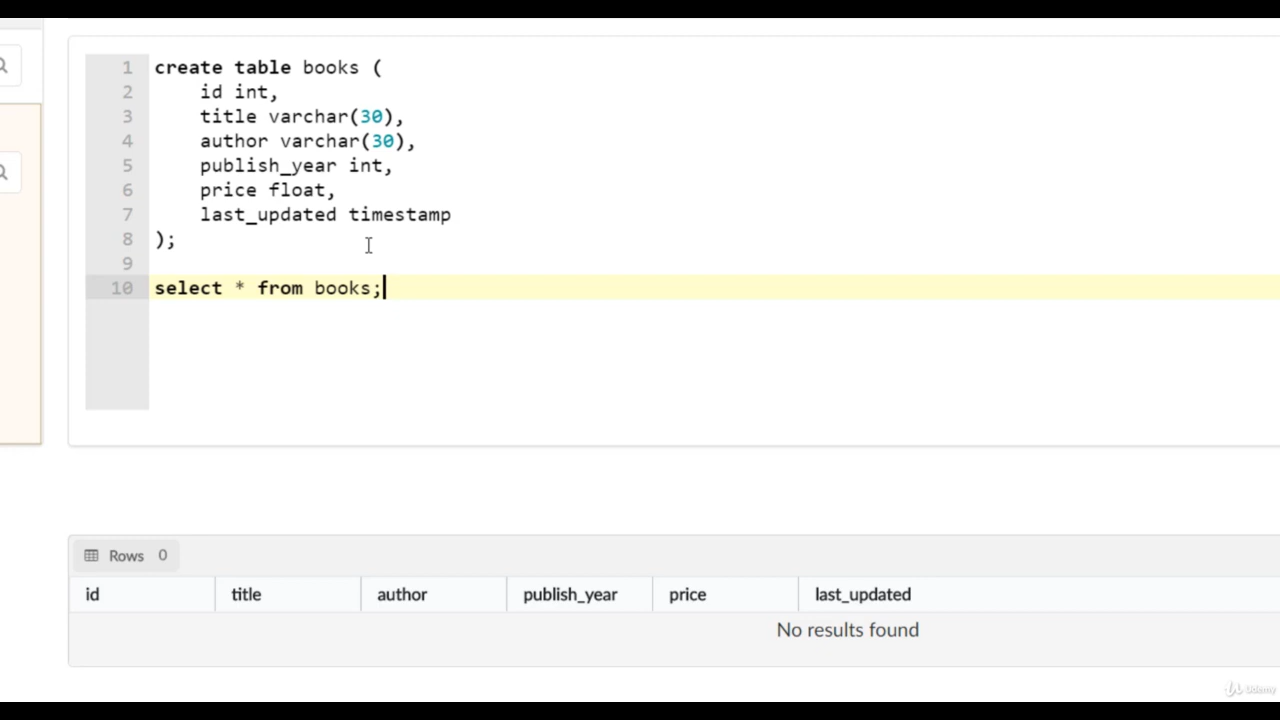 1 create table books (
2 id int,
3 title varchar(30),
4 author varchar(30),
5 publish_year int,
6 price float,
7 last_updated timestamp
8 );
9
10 select * from books;
Rows 0
id title author publish_year price last_updated
No results found
Udemy